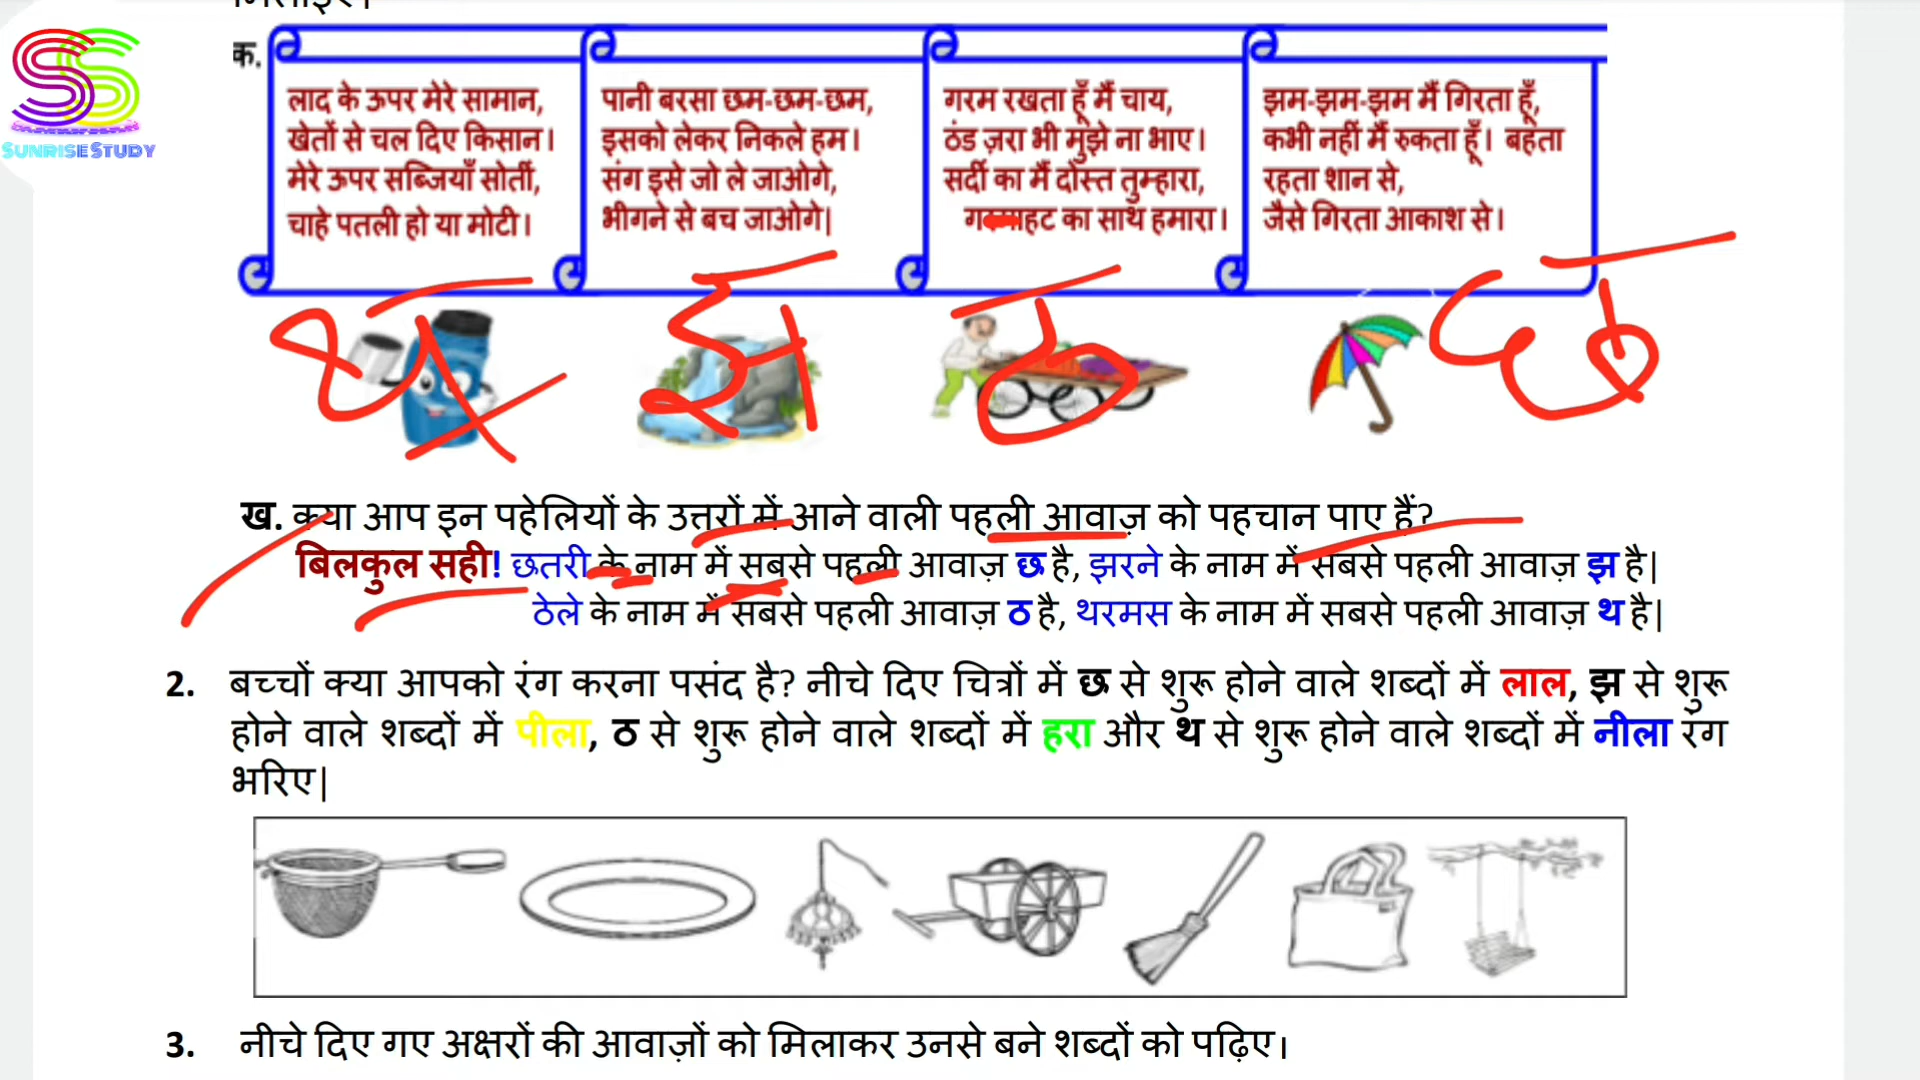 SUNRISE STUDY
क.
लाद के ऊपर मेरे सामान,
खेतों से चल दिए किसान।
मेरे ऊपर सब्जियाँ सोतीं,
चाहे पतली हो या मोटी।
पानी बरसा छम-छम-छम,
इसको लेकर निकले हम।
संग इसे जो ले जाओगे,
भीगने से बच जाओगे|
गरम रखता हूँ मैं चाय,
ठंड ज़रा भी मुझे ना भाए।
सर्दी का मैं दोस्त तुम्हारा,
का साथ हमारा।
झम-झम-झम मैं गिरता हूँ,
कभी नहीं मैं रुकता हूँ। बहता
रहता शान से,
जैसे गिरता आकाश से।
थ झ ठ छ
ख. क्या आप इन पहेलियों के उत्तरों में आने वाली पहली आवाज़ को पहचान पाए हैं?
बिलकुल सही! छतरी के नाम में सबसे पहली आवाज़ छ है, झरने के नाम में सबसे पहली आवाज़ झ है|
ठेले के नाम में सबसे पहली आवाज़ ठ है, थरमस के नाम में सबसे पहली आवाज़ थ है|
2. बच्चों क्या आपको रंग करना पसंद है? नीचे दिए चित्रों में छ से शुरू होने वाले शब्दों में लाल, झ से शुरू
होने वाले शब्दों में पीला, ठ से शुरू होने वाले शब्दों में हरा और थ से शुरू होने वाले शब्दों में नीला रंग
भरिए|
3. नीचे दिए गए अक्षरों की आवाज़ों को मिलाकर उनसे बने शब्दों को पढ़िए।